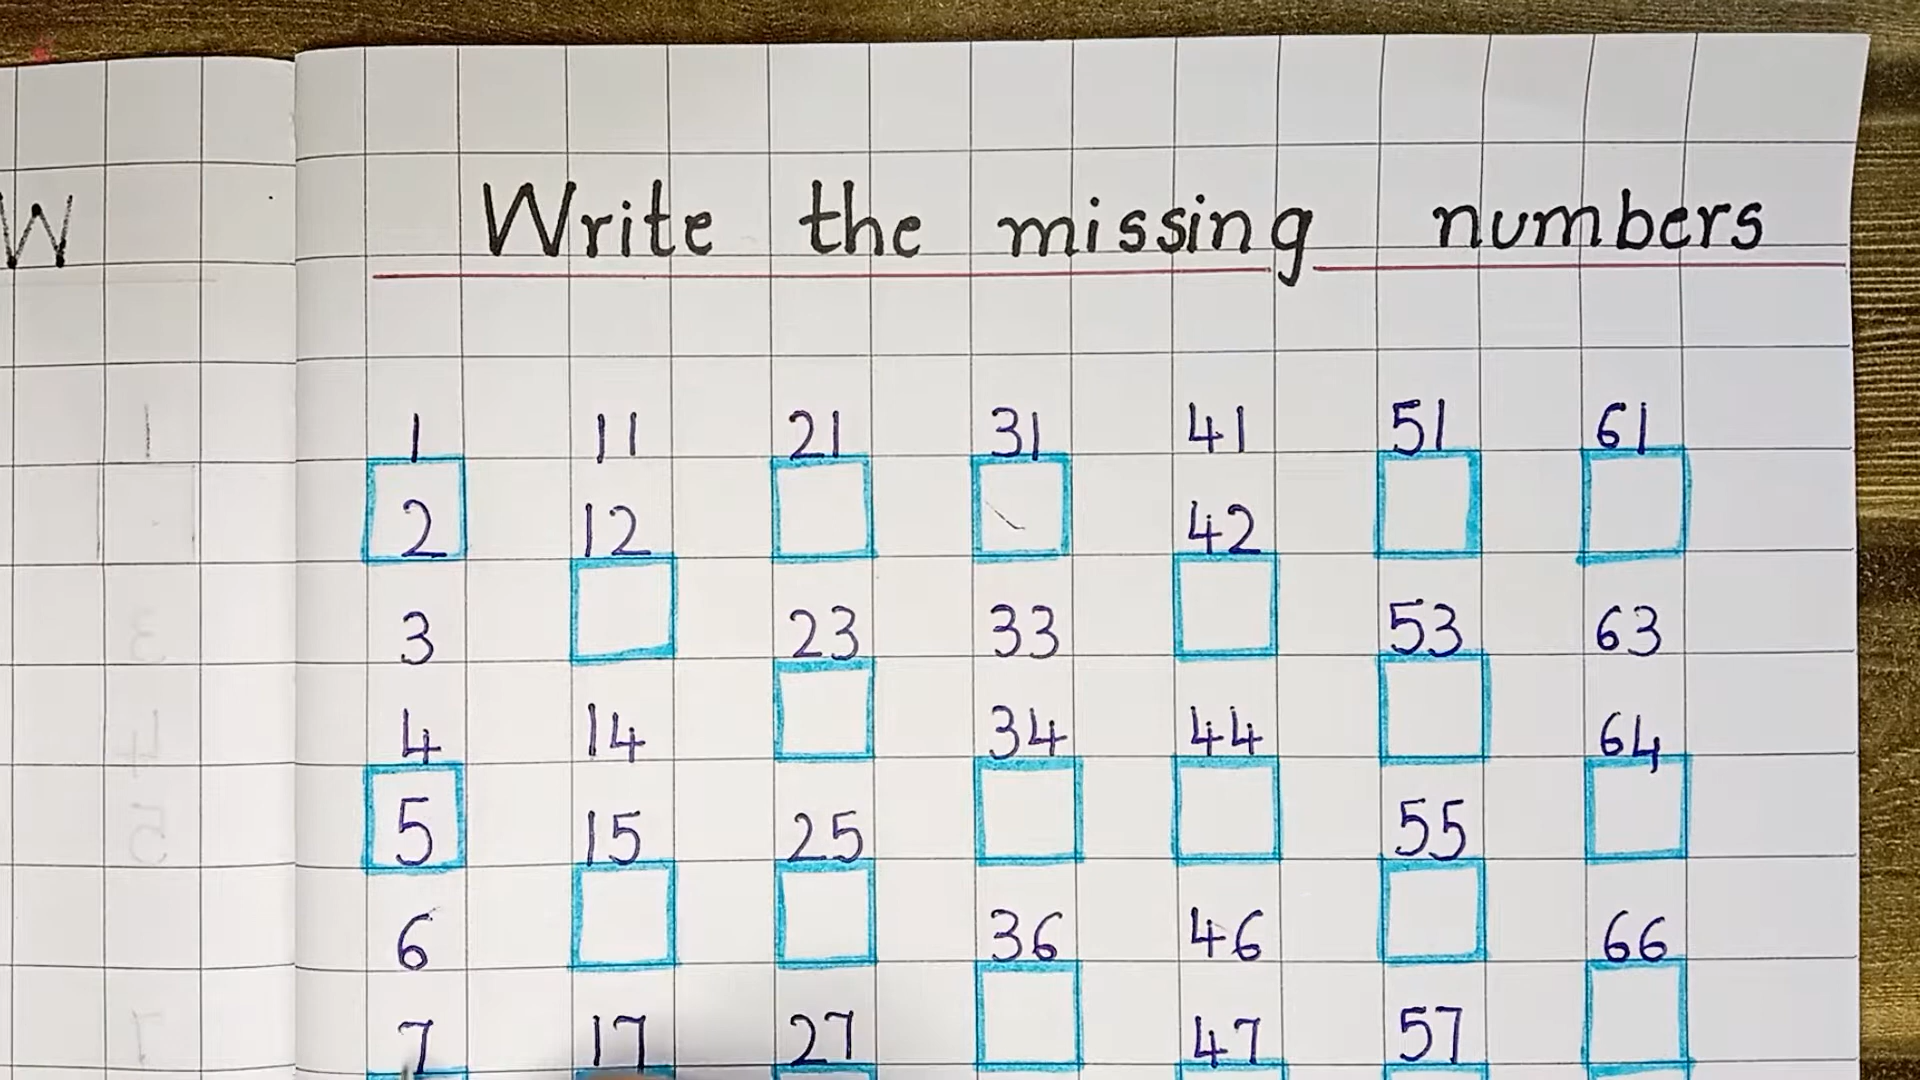 W
Write the missing numbers
1 11 21 31 41 51 61
2 12 42
3 23 33 53 63
4 14 34 44 64
5 15 25 55
6 36 46 66
7 17 27 47 57